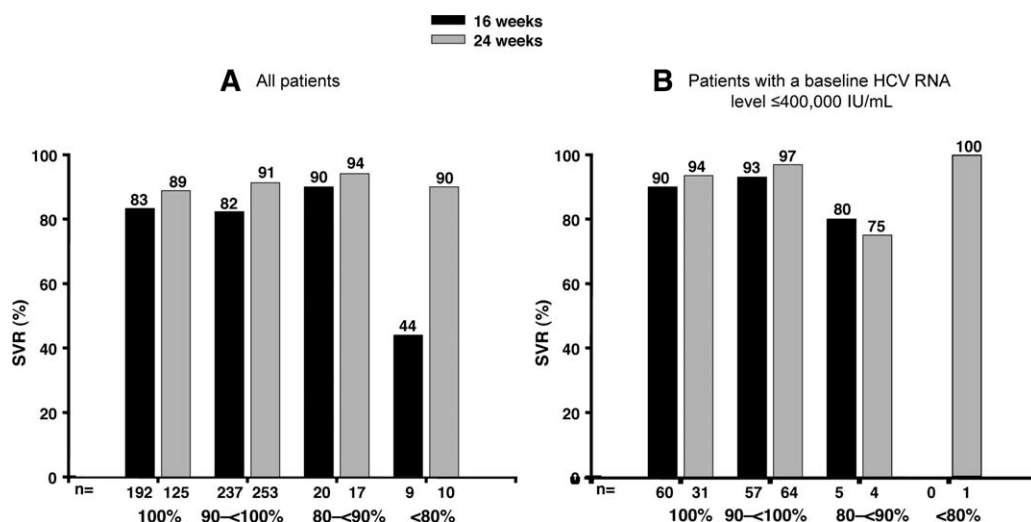 16 weeks
24 weeks
A All patients
SVR (%)
100
80
60
40
20
0
83 89 82 91 90 94 44 90
n= 192 125 237 253 20 17 9 10
100% 90–<100% 80–<90% <80%
B Patients with a baseline HCV RNA
level ≤400,000 IU/mL
SVR (%)
100
80
60
40
20
0
90 94 93 97 80 75 100
n= 60 31 57 64 5 4 0 1
100% 90–<100% 80–<90% <80%